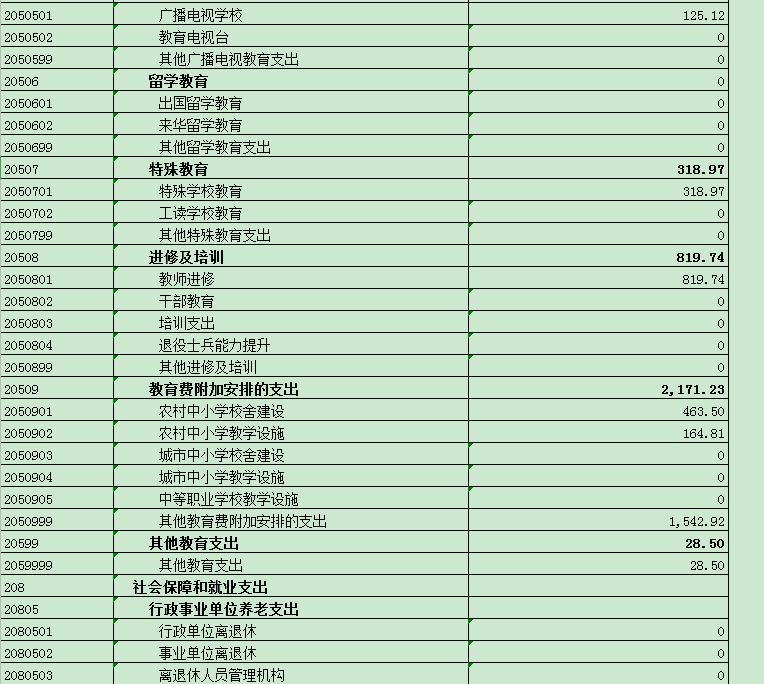 2050501 广播电视学校 125.12
2050502 教育电视台 0
2050599 其他广播电视教育支出 0
20506 留学教育 0
2050601 出国留学教育 0
2050602 来华留学教育 0
2050699 其他留学教育支出 0
20507 特殊教育 318.97
2050701 特殊学校教育 318.97
2050702 工读学校教育 0
2050799 其他特殊教育支出 0
20508 进修及培训 819.74
2050801 教师进修 819.74
2050802 干部教育 0
2050803 培训支出 0
2050804 退役士兵能力提升 0
2050899 其他进修及培训 0
20509 教育费附加安排的支出 2,171.23
2050901 农村中小学校舍建设 463.50
2050902 农村中小学教学设施 164.81
2050903 城市中小学校舍建设 0
2050904 城市中小学教学设施 0
2050905 中等职业学校教学设施 0
2050999 其他教育费附加安排的支出 1,542.92
20599 其他教育支出 28.50
2059999 其他教育支出 28.50
208 社会保障和就业支出
20805 行政事业单位养老支出
2080501 行政单位离退休 0
2080502 事业单位离退休 0
2080503 离退休人员管理机构 0